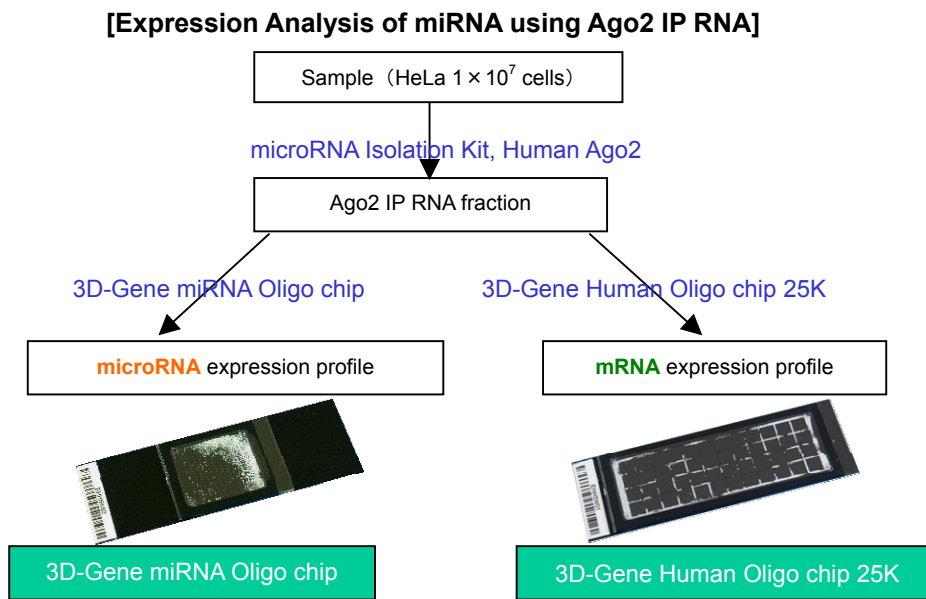 [Expression Analysis of miRNA using Ago2 IP RNA]
Sample（HeLa 1×10⁷ cells）
microRNA Isolation Kit, Human Ago2
Ago2 IP RNA fraction
3D-Gene miRNA Oligo chip
3D-Gene Human Oligo chip 25K
microRNA expression profile
mRNA expression profile
3D-Gene miRNA Oligo chip
3D-Gene Human Oligo chip 25K